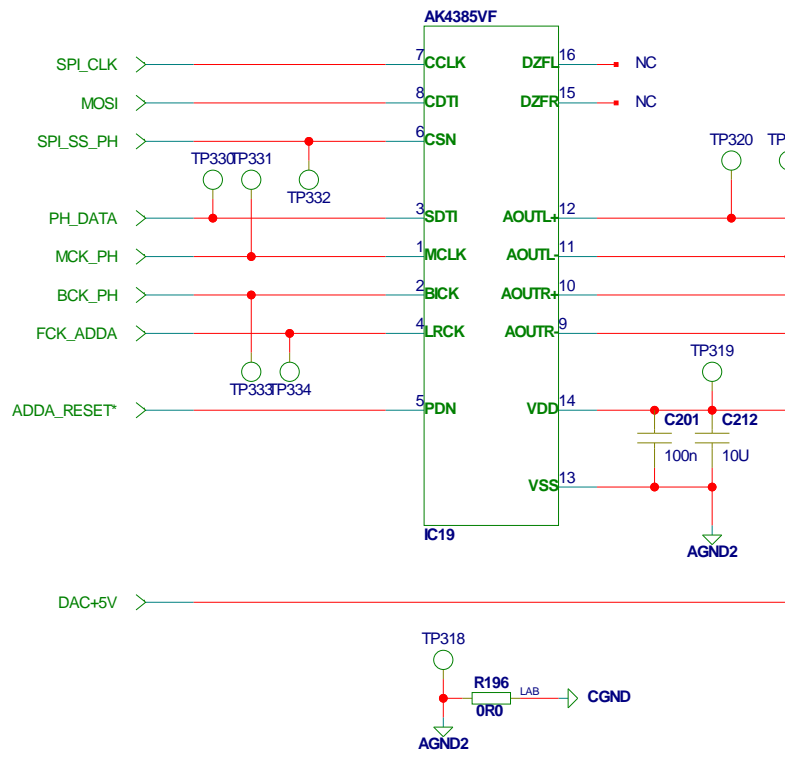 AK4385VF
SPI_CLK 7 CCLK DZFL 16 NC
MOSI 8 CDTI DZFR 15 NC
SPI_SS_PH 6 CSN
TP330 TP331 TP332
TP320 TP
PH_DATA 3 SDTI AOUTL+ 12
MCK_PH 1 MCLK AOUTL- 11
BCK_PH 2 BICK AOUTR+ 10
FCK_ADDA 4 LRCK AOUTR- 9
TP319
TP333 TP334
ADDA_RESET* 5 PDN VDD 14
C201 C212
100n 10U
VSS 13
IC19
AGND2
DAC+5V
TP318
R196 LAB CGND
0R0
AGND2